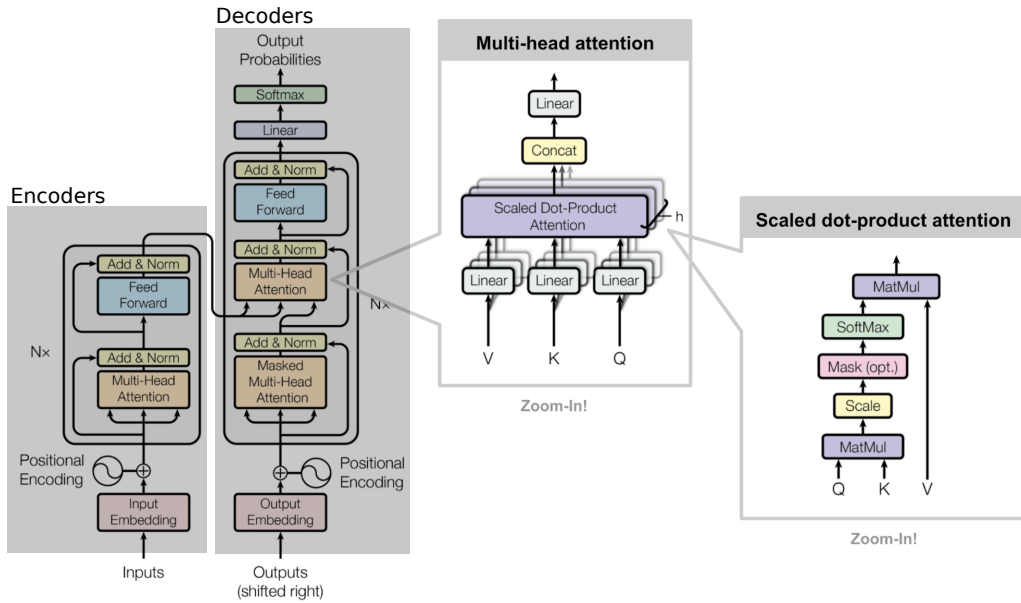 Encoders
Add & Norm
Feed
Forward
N×
Add & Norm
Multi-Head
Attention
Positional
Encoding
Input
Embedding
Inputs
Decoders
Output
Probabilities
Softmax
Linear
Add & Norm
Feed
Forward
Add & Norm
Multi-Head
Attention
N×
Add & Norm
Masked
Multi-Head
Attention
Positional
Encoding
Output
Embedding
Outputs
(shifted right)
Multi-head attention
Linear
Concat
Scaled Dot-Product
Attention
h
Linear Linear Linear
V K Q
Zoom-In!
Scaled dot-product attention
MatMul
SoftMax
Mask (opt.)
Scale
MatMul
Q K V
Zoom-In!